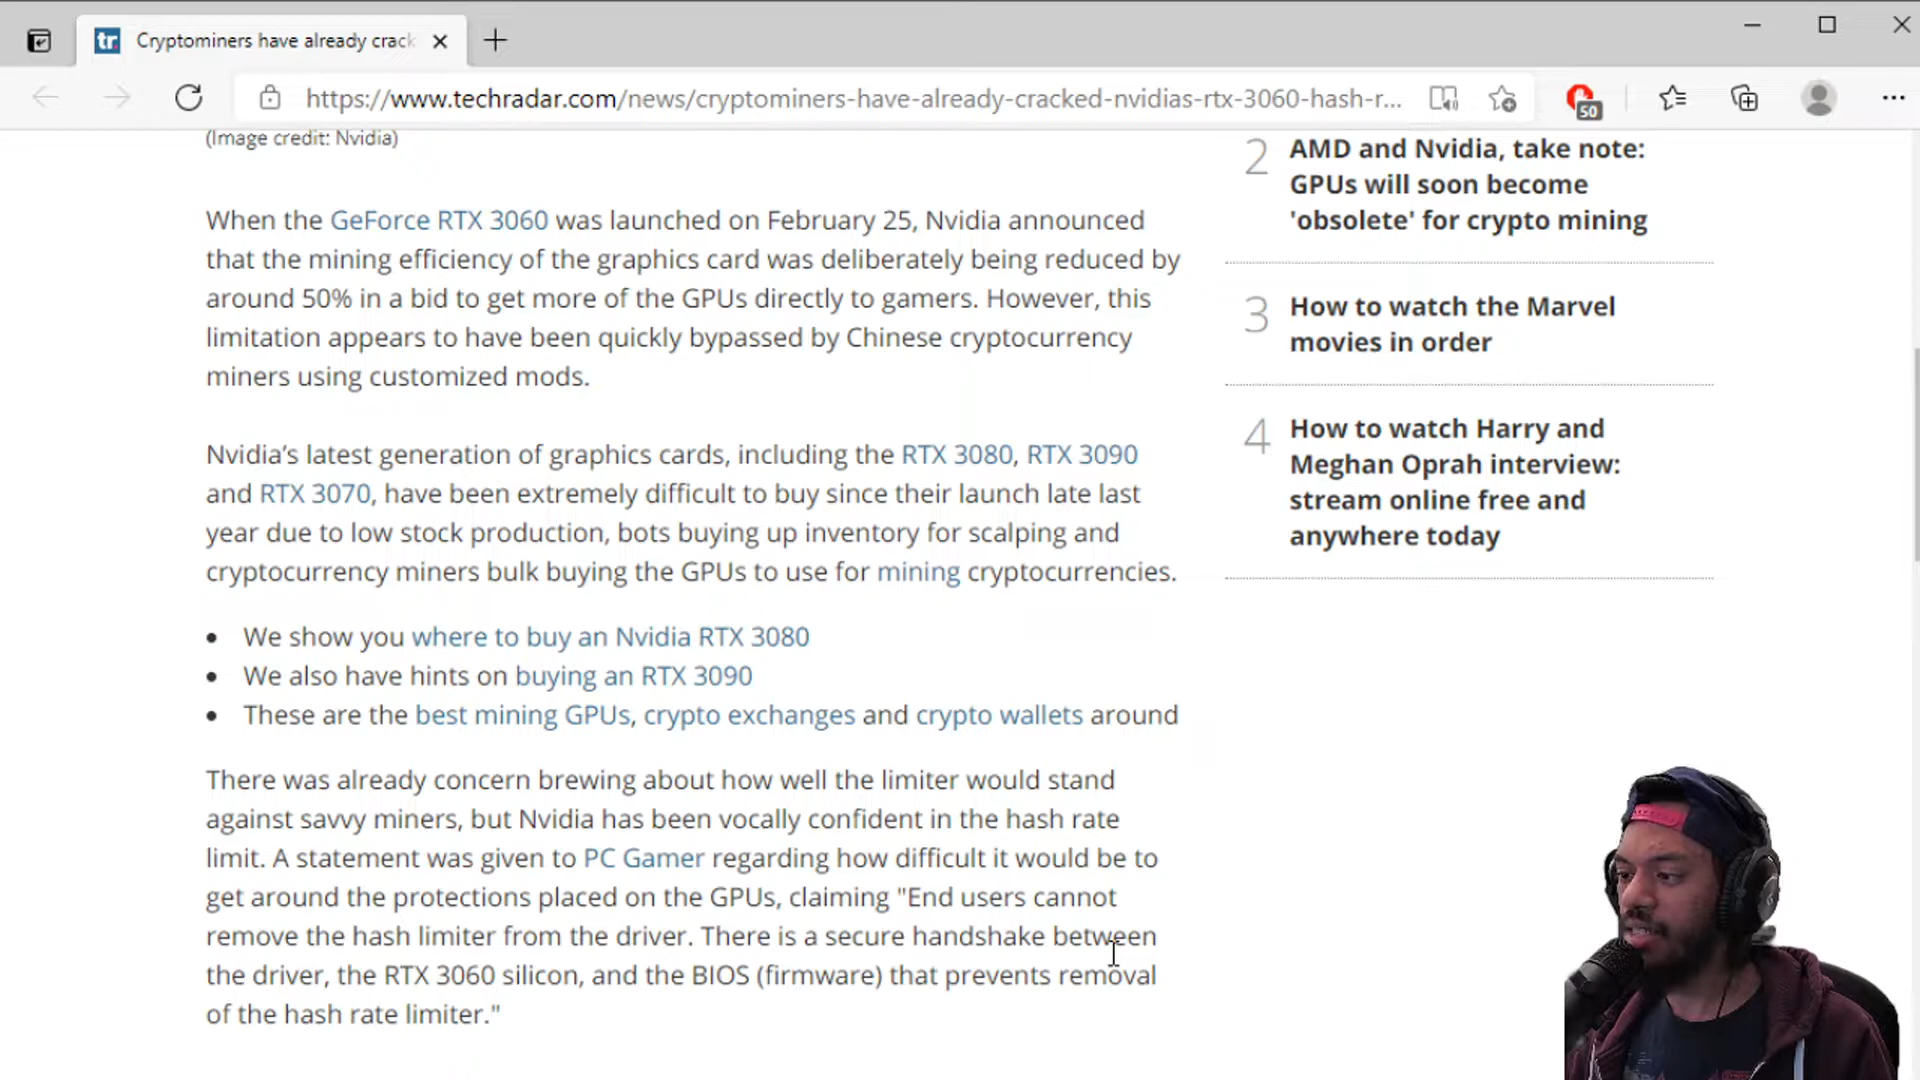 tr.
Cryptominers have already crack
https://www.techradar.com/news/cryptominers-have-already-cracked-nvidias-rtx-3060-hash-r...
50
(Image credit: Nvidia)
When the GeForce RTX 3060 was launched on February 25, Nvidia announced
that the mining efficiency of the graphics card was deliberately being reduced by
around 50% in a bid to get more of the GPUs directly to gamers. However, this
limitation appears to have been quickly bypassed by Chinese cryptocurrency
miners using customized mods.
Nvidia’s latest generation of graphics cards, including the RTX 3080, RTX 3090
and RTX 3070, have been extremely difficult to buy since their launch late last
year due to low stock production, bots buying up inventory for scalping and
cryptocurrency miners bulk buying the GPUs to use for mining cryptocurrencies.
• We show you where to buy an Nvidia RTX 3080
• We also have hints on buying an RTX 3090
• These are the best mining GPUs, crypto exchanges and crypto wallets around
There was already concern brewing about how well the limiter would stand
against savvy miners, but Nvidia has been vocally confident in the hash rate
limit. A statement was given to PC Gamer regarding how difficult it would be to
get around the protections placed on the GPUs, claiming "End users cannot
remove the hash limiter from the driver. There is a secure handshake between
the driver, the RTX 3060 silicon, and the BIOS (firmware) that prevents removal
of the hash rate limiter."
2 AMD and Nvidia, take note:
GPUs will soon become
'obsolete' for crypto mining
3 How to watch the Marvel
movies in order
4 How to watch Harry and
Meghan Oprah interview:
stream online free and
anywhere today